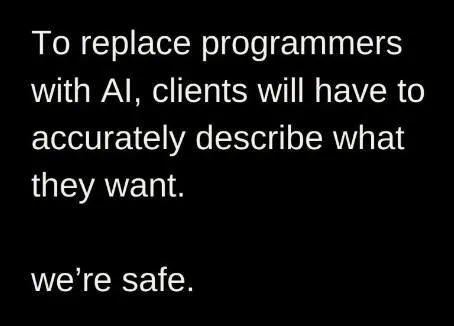 To replace programmers
with AI, clients will have to
accurately describe what
they want.
we’re safe.